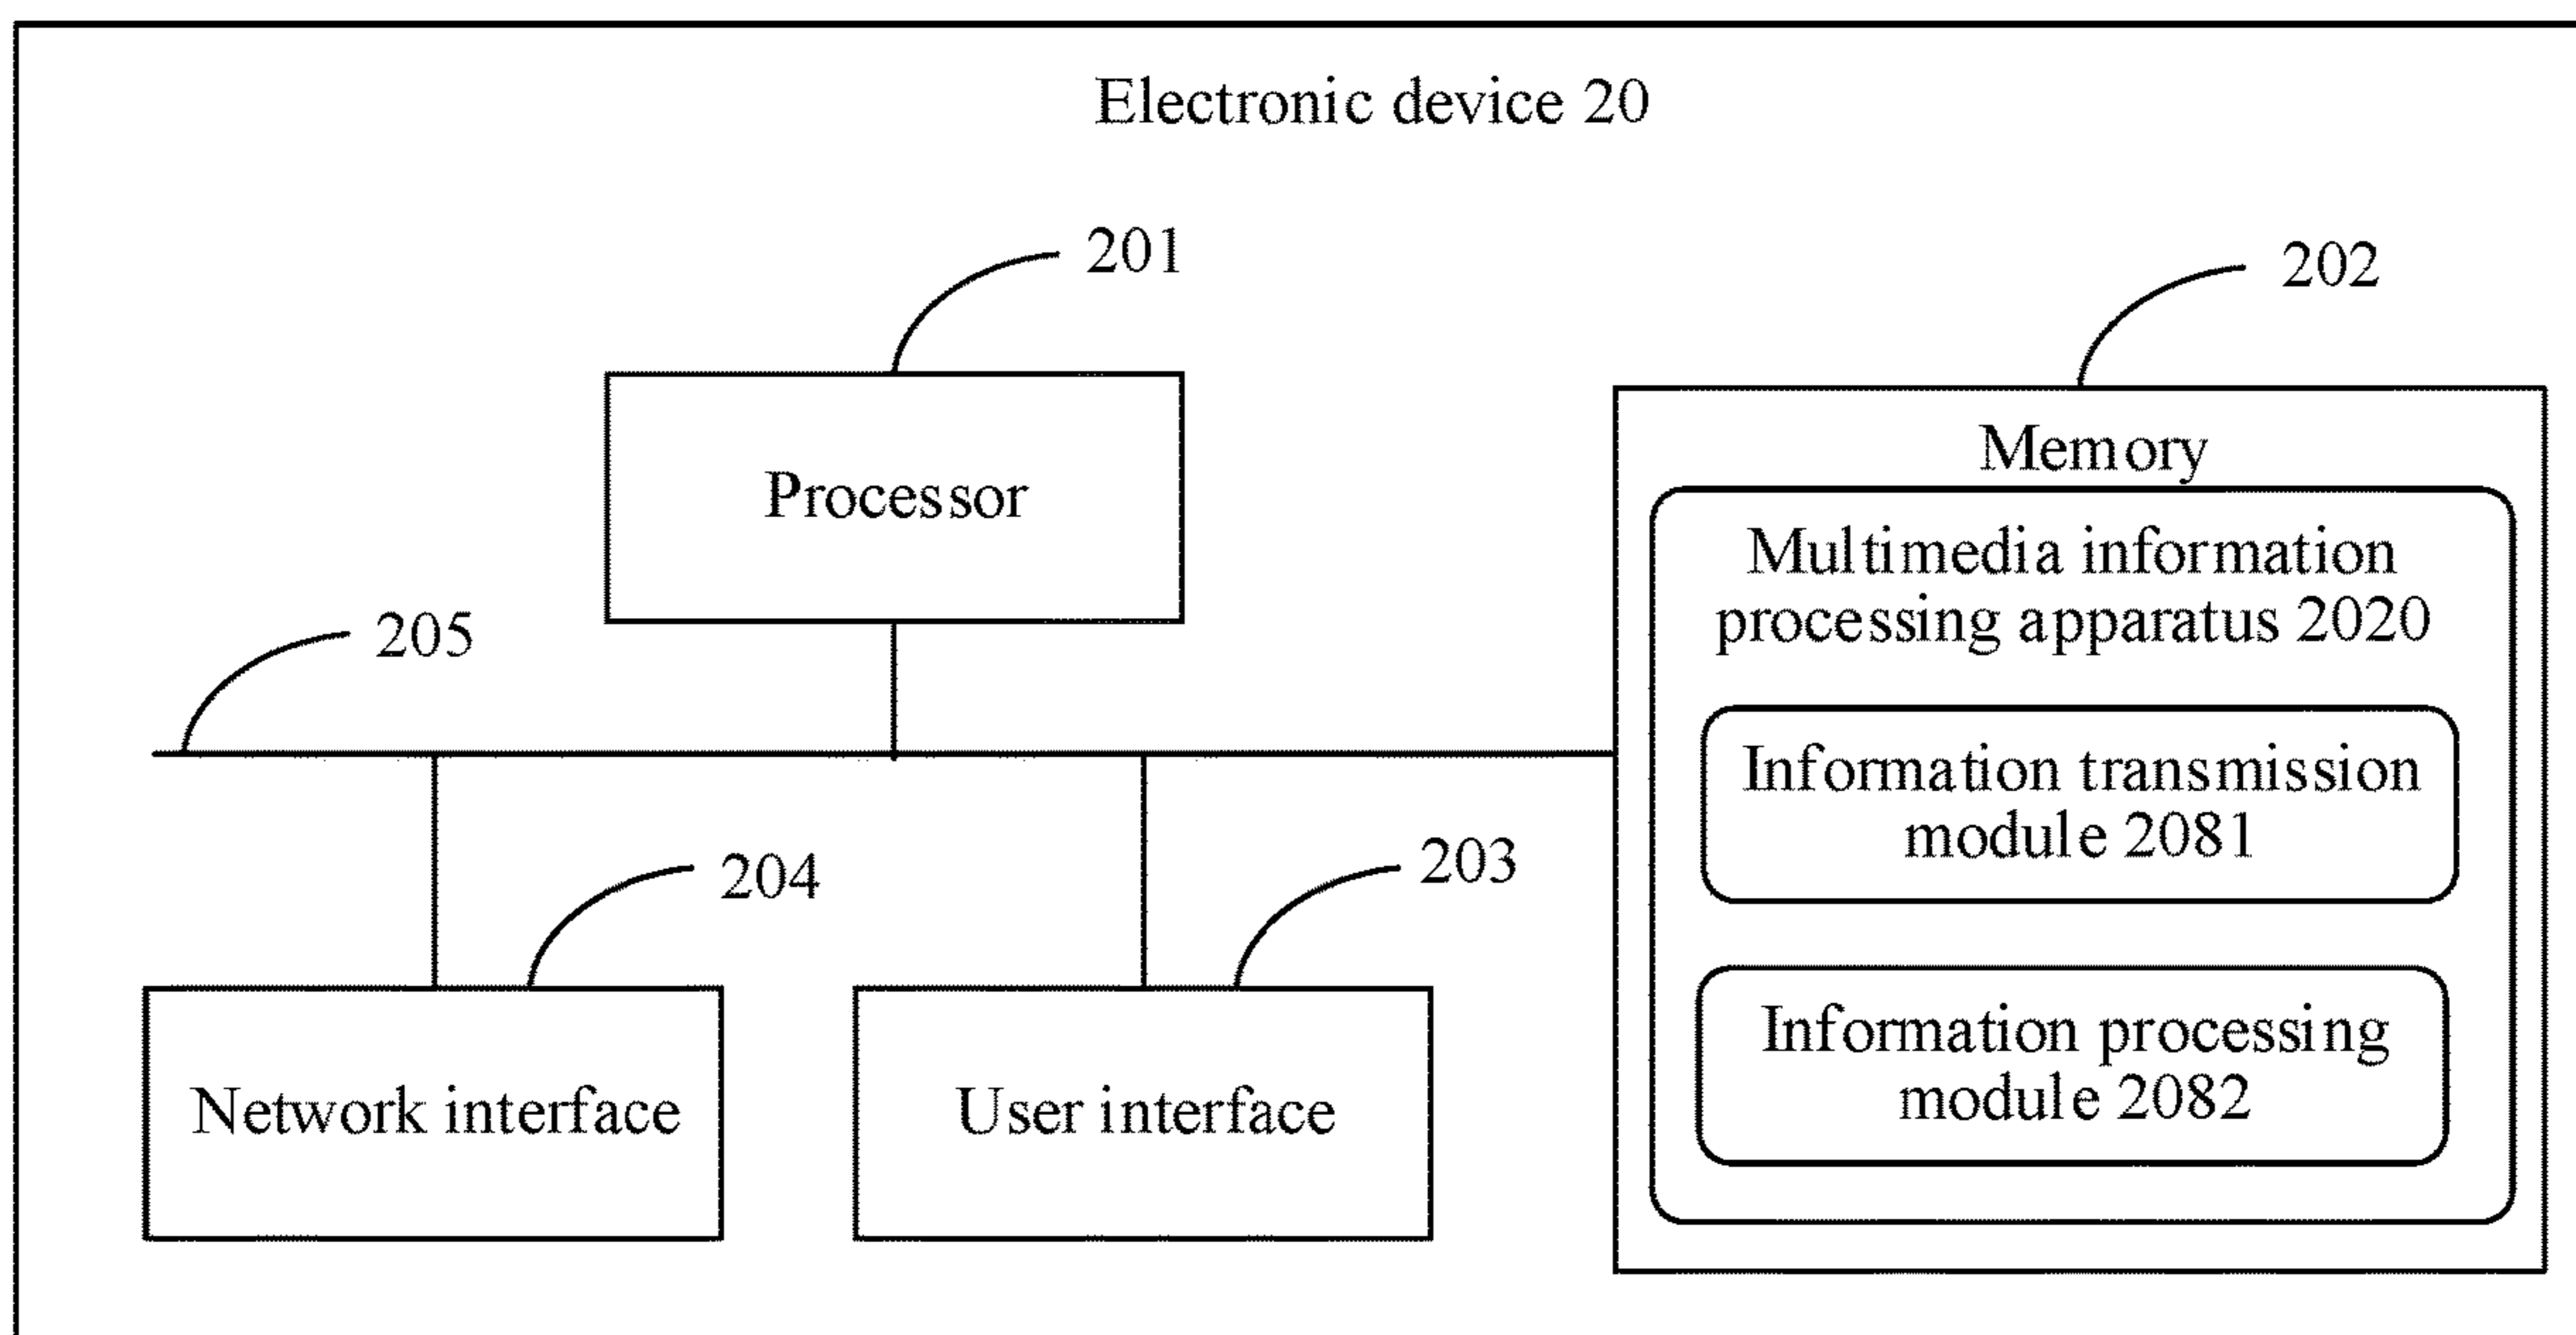 Electronic device 20
201
202
Processor
Memory
Multimedia information
processing apparatus 2020
205
Information transmission
module 2081
204
203
Information processing
module 2082
Network interface
User interface